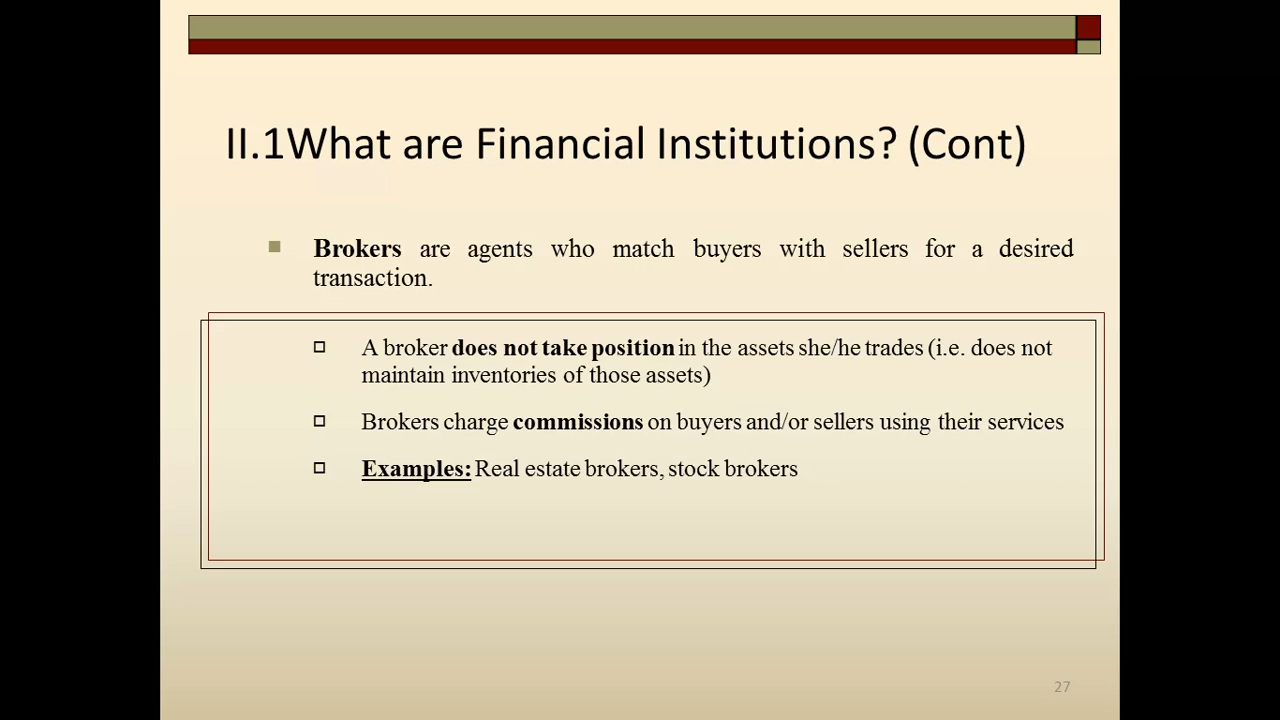 II.1What are Financial Institutions? (Cont)
Brokers are agents who match buyers with sellers for a desired
transaction.
A broker does not take position in the assets she/he trades (i.e. does not
maintain inventories of those assets)
Brokers charge commissions on buyers and/or sellers using their services
Examples: Real estate brokers, stock brokers
27